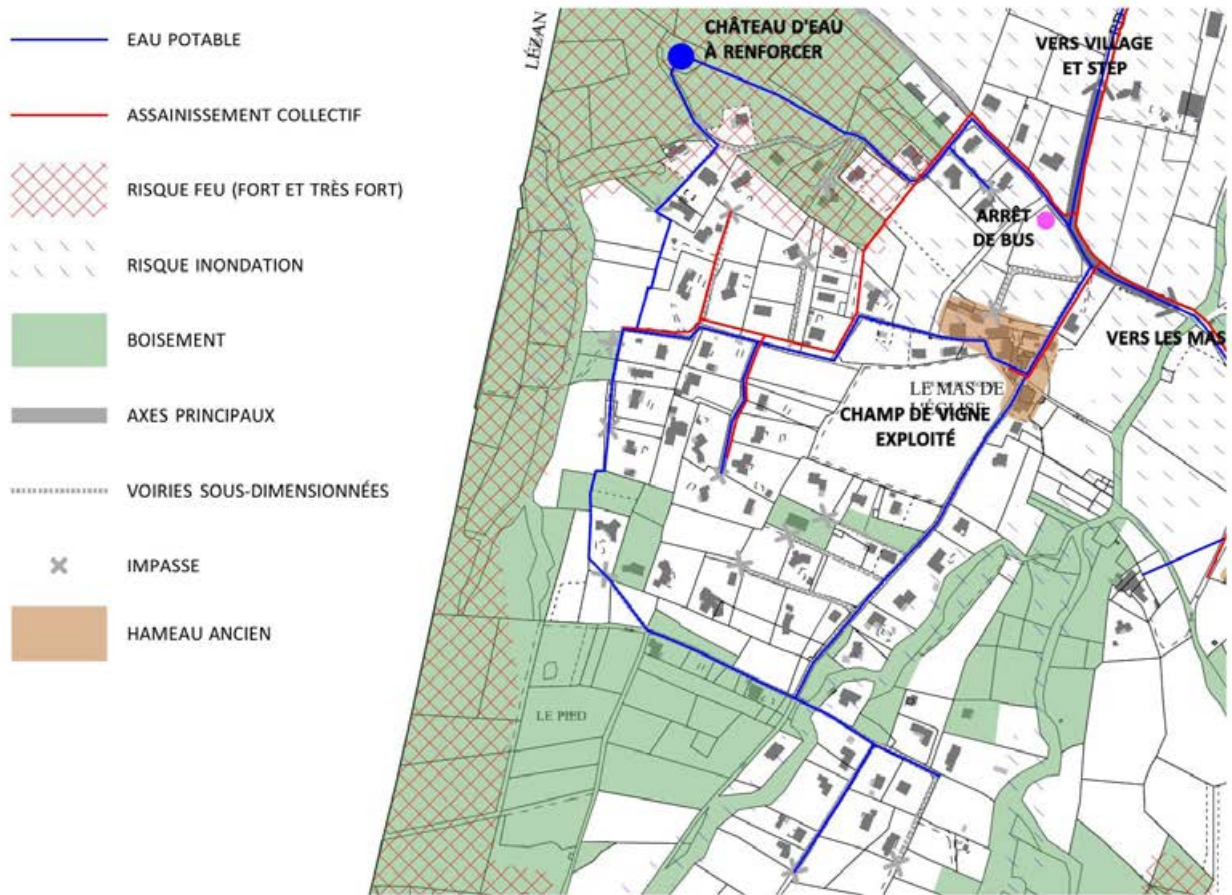 EAU POTABLE
ASSAINISSEMENT COLLECTIF
RISQUE FEU (FORT ET TRÈS FORT)
RISQUE INONDATION
BOISEMENT
AXES PRINCIPAUX
VOIRIES SOUS-DIMENSIONNÉES
IMPASSE
HAMEAU ANCIEN
LÉZAN
CHÂTEAU D'EAU
À RENFORCER
VERS VILLAGE
ET STEP
ARRÊT
DE BUS
VERS LES MAS
LE MAS DE
L'ÉGLISE
CHAMP DE VIGNE
EXPLOITÉ
LE PIED